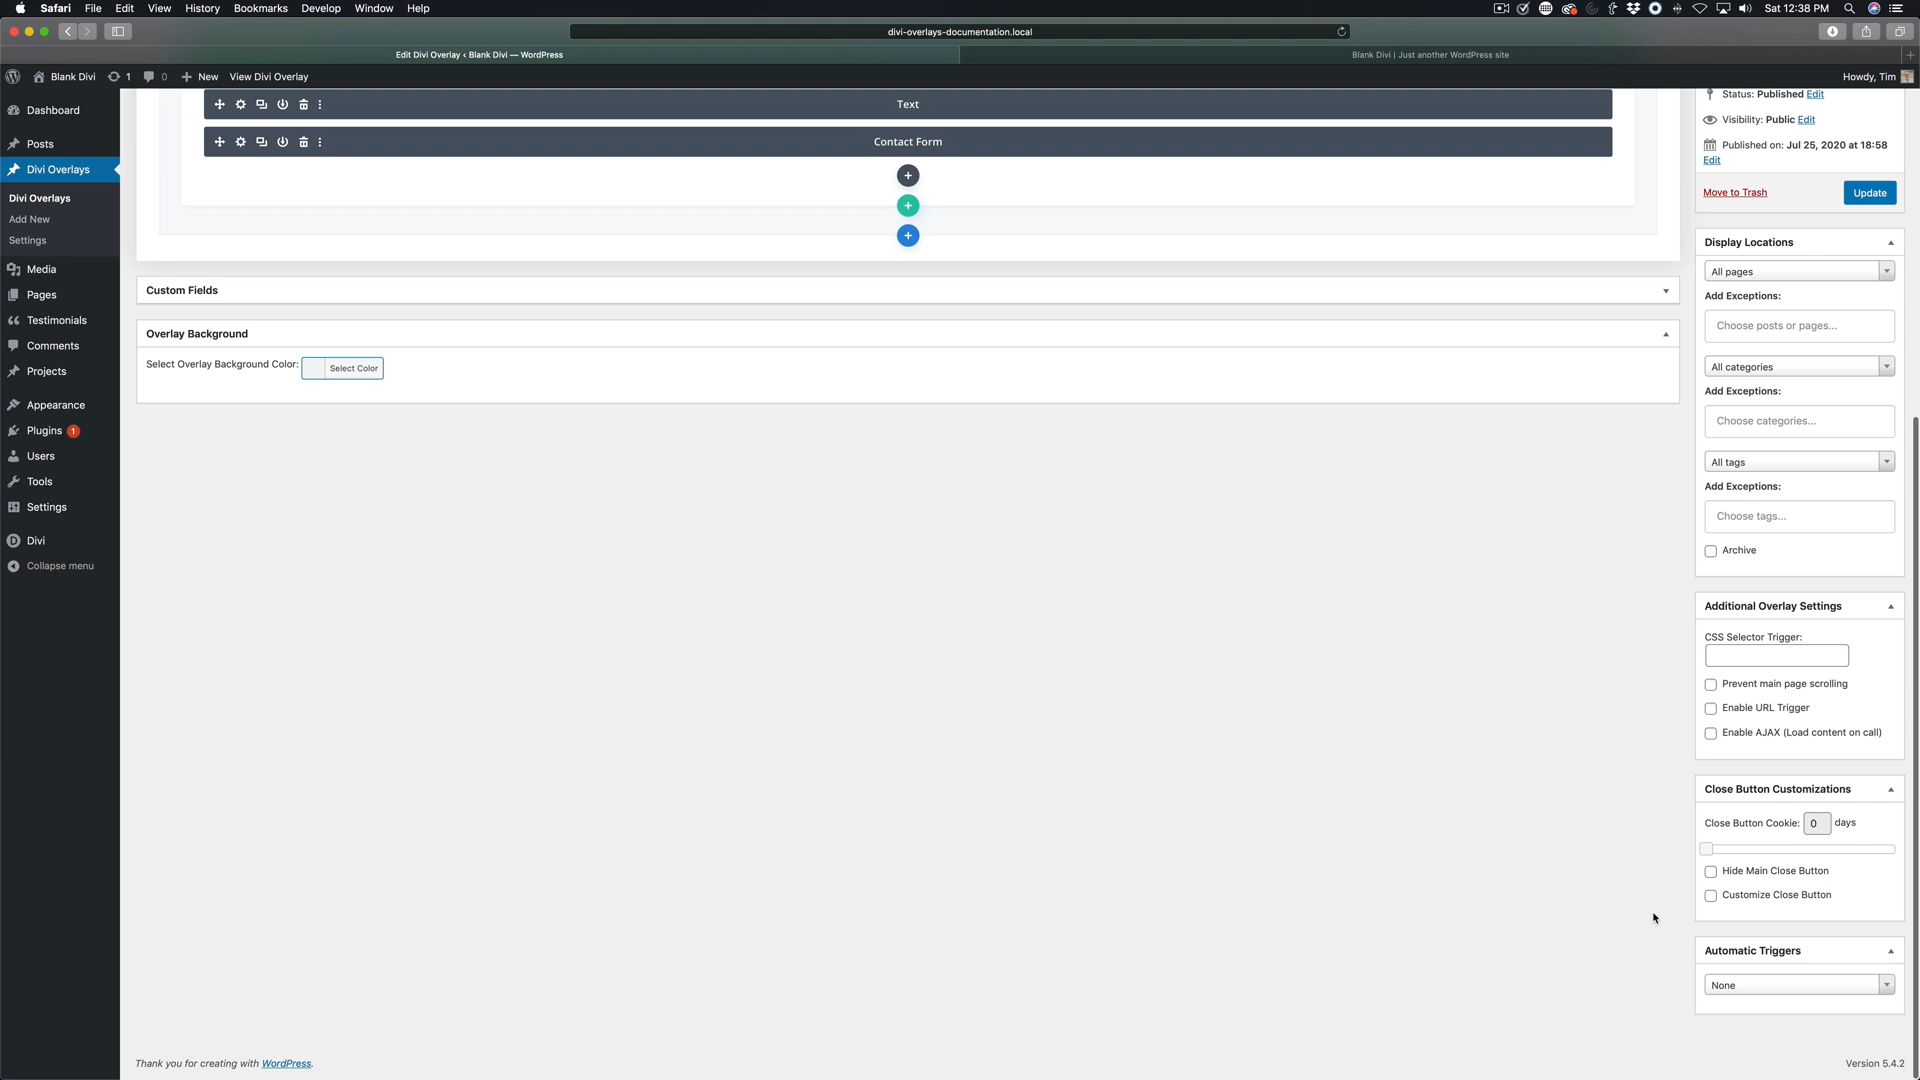 Safari File Edit View History Bookmarks Develop Window Help
Sat 12:38 PM
divi-overlays-documentation.local
Edit Divi Overlay ‹ Blank Divi — WordPress
Blank Divi | Just another WordPress site
Blank Divi 1 0 New View Divi Overlay
Howdy, Tim
Dashboard
Posts
Divi Overlays
Divi Overlays
Add New
Settings
Media
Pages
Testimonials
Comments
Projects
Appearance
Plugins 1
Users
Tools
Settings
Divi
Collapse menu
Text
Contact Form
Custom Fields
Overlay Background
Select Overlay Background Color: Select Color
Status: Published Edit
Visibility: Public Edit
Published on: Jul 25, 2020 at 18:58
Edit
Move to Trash
Update
Display Locations
All pages
Add Exceptions:
Choose posts or pages...
All categories
Add Exceptions:
Choose categories...
All tags
Add Exceptions:
Choose tags...
Archive
Additional Overlay Settings
CSS Selector Trigger:
Prevent main page scrolling
Enable URL Trigger
Enable AJAX (Load content on call)
Close Button Customizations
Close Button Cookie: 0 days
Hide Main Close Button
Customize Close Button
Automatic Triggers
None
Thank you for creating with WordPress.
Version 5.4.2